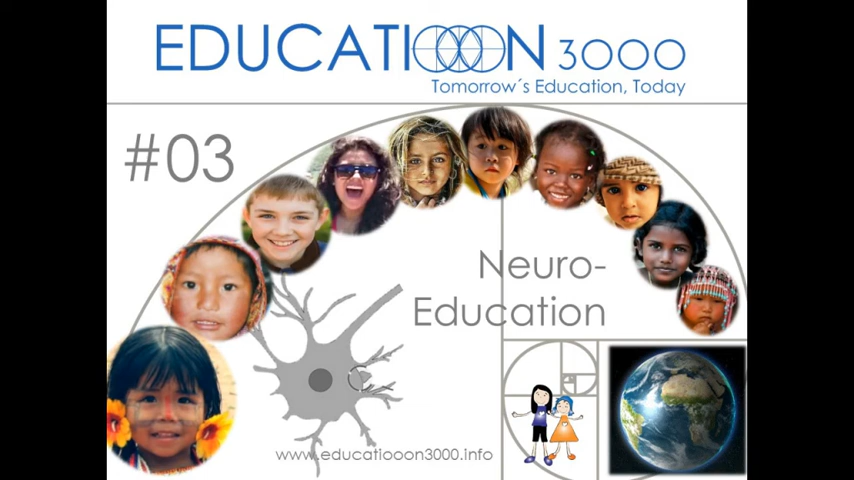 EDUCATIOOON 3000
Tomorrow´s Education, Today
#03
Neuro-
Education
www.educatiooon3000.info